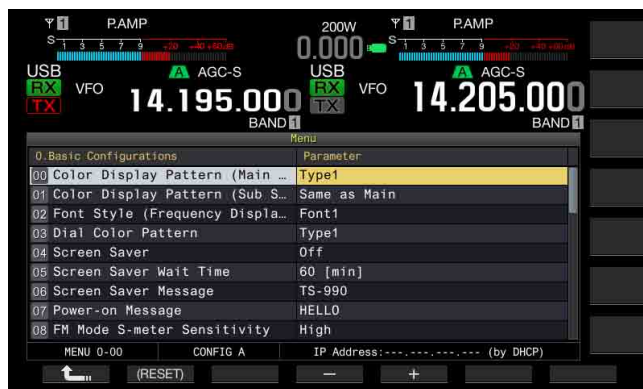 1 P.AMP 200W 1 P.AMP
S 1 3 5 7 9 +20 +40 +60dB 0.000 S 1 3 5 7 9 +20 +40 +60dB
USB A AGC-S USB A AGC-S
RX VFO 14.195.000 RX VFO 14.205.000
TX TX
BAND 1 BAND 1
Menu
0.Basic Configurations Parameter
00 Color Display Pattern (Main … Type1
01 Color Display Pattern (Sub S… Same as Main
02 Font Style (Frequency Displa… Font1
03 Dial Color Pattern Type1
04 Screen Saver Off
05 Screen Saver Wait Time 60 [min]
06 Screen Saver Message TS-990
07 Power-on Message HELLO
08 FM Mode S-meter Sensitivity High
MENU 0-00 CONFIG A IP Address:---.---.---.--- (by DHCP)
(RESET) − +